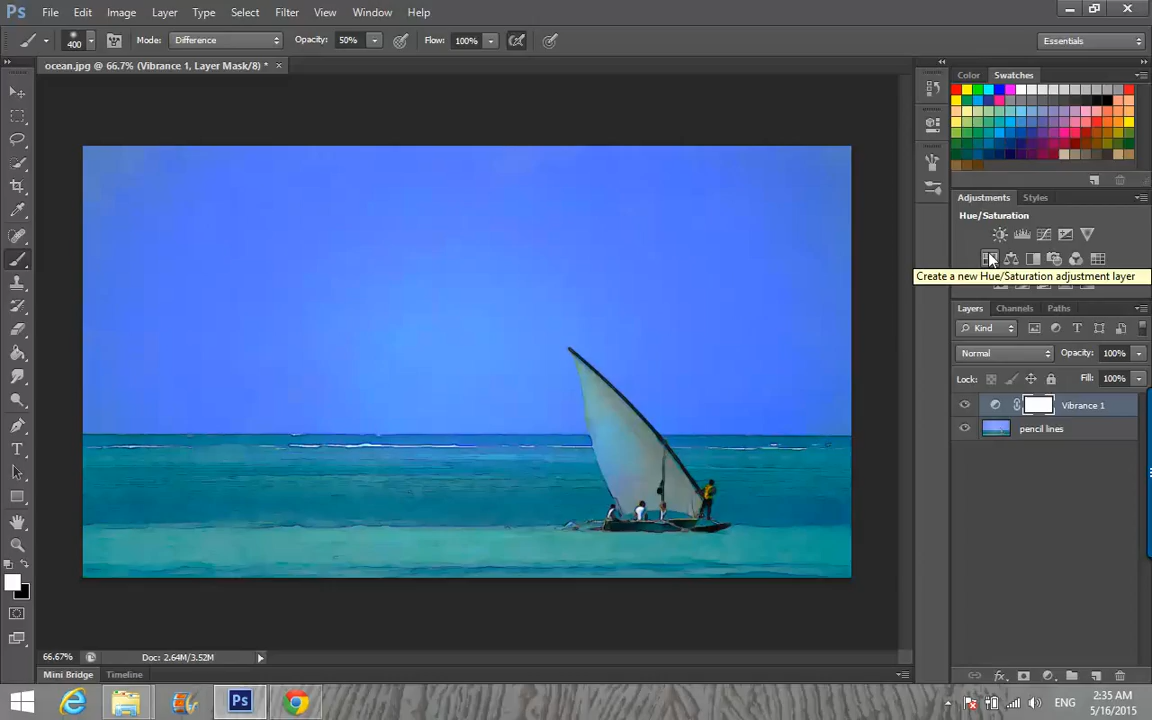 Ps File Edit Image Layer Type Select Filter View Window Help
400 Mode: Difference Opacity: 50% Flow: 100% Essentials
ocean.jpg @ 66.7% (Vibrance 1, Layer Mask/8) * ×
Color Swatches
Adjustments Styles
Hue/Saturation
Create a new Hue/Saturation adjustment layer
Layers Channels Paths
Kind
Normal Opacity: 100%
Lock: Fill: 100%
Vibrance 1
pencil lines
66.67% Doc: 2.64M/3.52M
Mini Bridge Timeline
Ps ENG 2:35 AM
5/16/2015